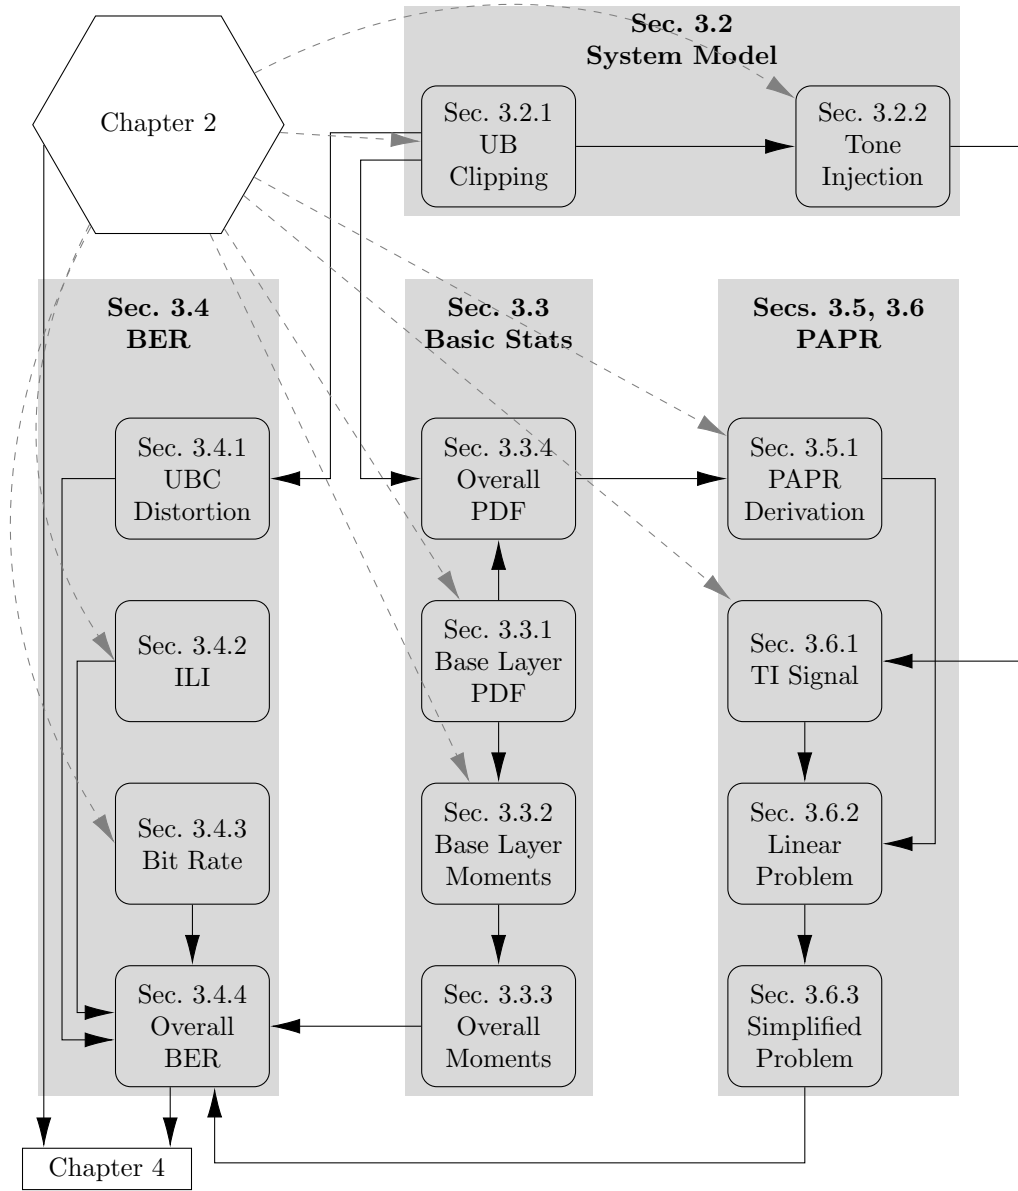 Chapter 2
Sec. 3.2
System Model
Sec. 3.2.1
UB
Clipping
Sec. 3.2.2
Tone
Injection
Sec. 3.4
BER
Sec. 3.3
Basic Stats
Secs. 3.5, 3.6
PAPR
Sec. 3.4.1
UBC
Distortion
Sec. 3.3.4
Overall
PDF
Sec. 3.5.1
PAPR
Derivation
Sec. 3.4.2
ILI
Sec. 3.3.1
Base Layer
PDF
Sec. 3.6.1
TI Signal
Sec. 3.4.3
Bit Rate
Sec. 3.3.2
Base Layer
Moments
Sec. 3.6.2
Linear
Problem
Sec. 3.4.4
Overall
BER
Sec. 3.3.3
Overall
Moments
Sec. 3.6.3
Simplified
Problem
Chapter 4